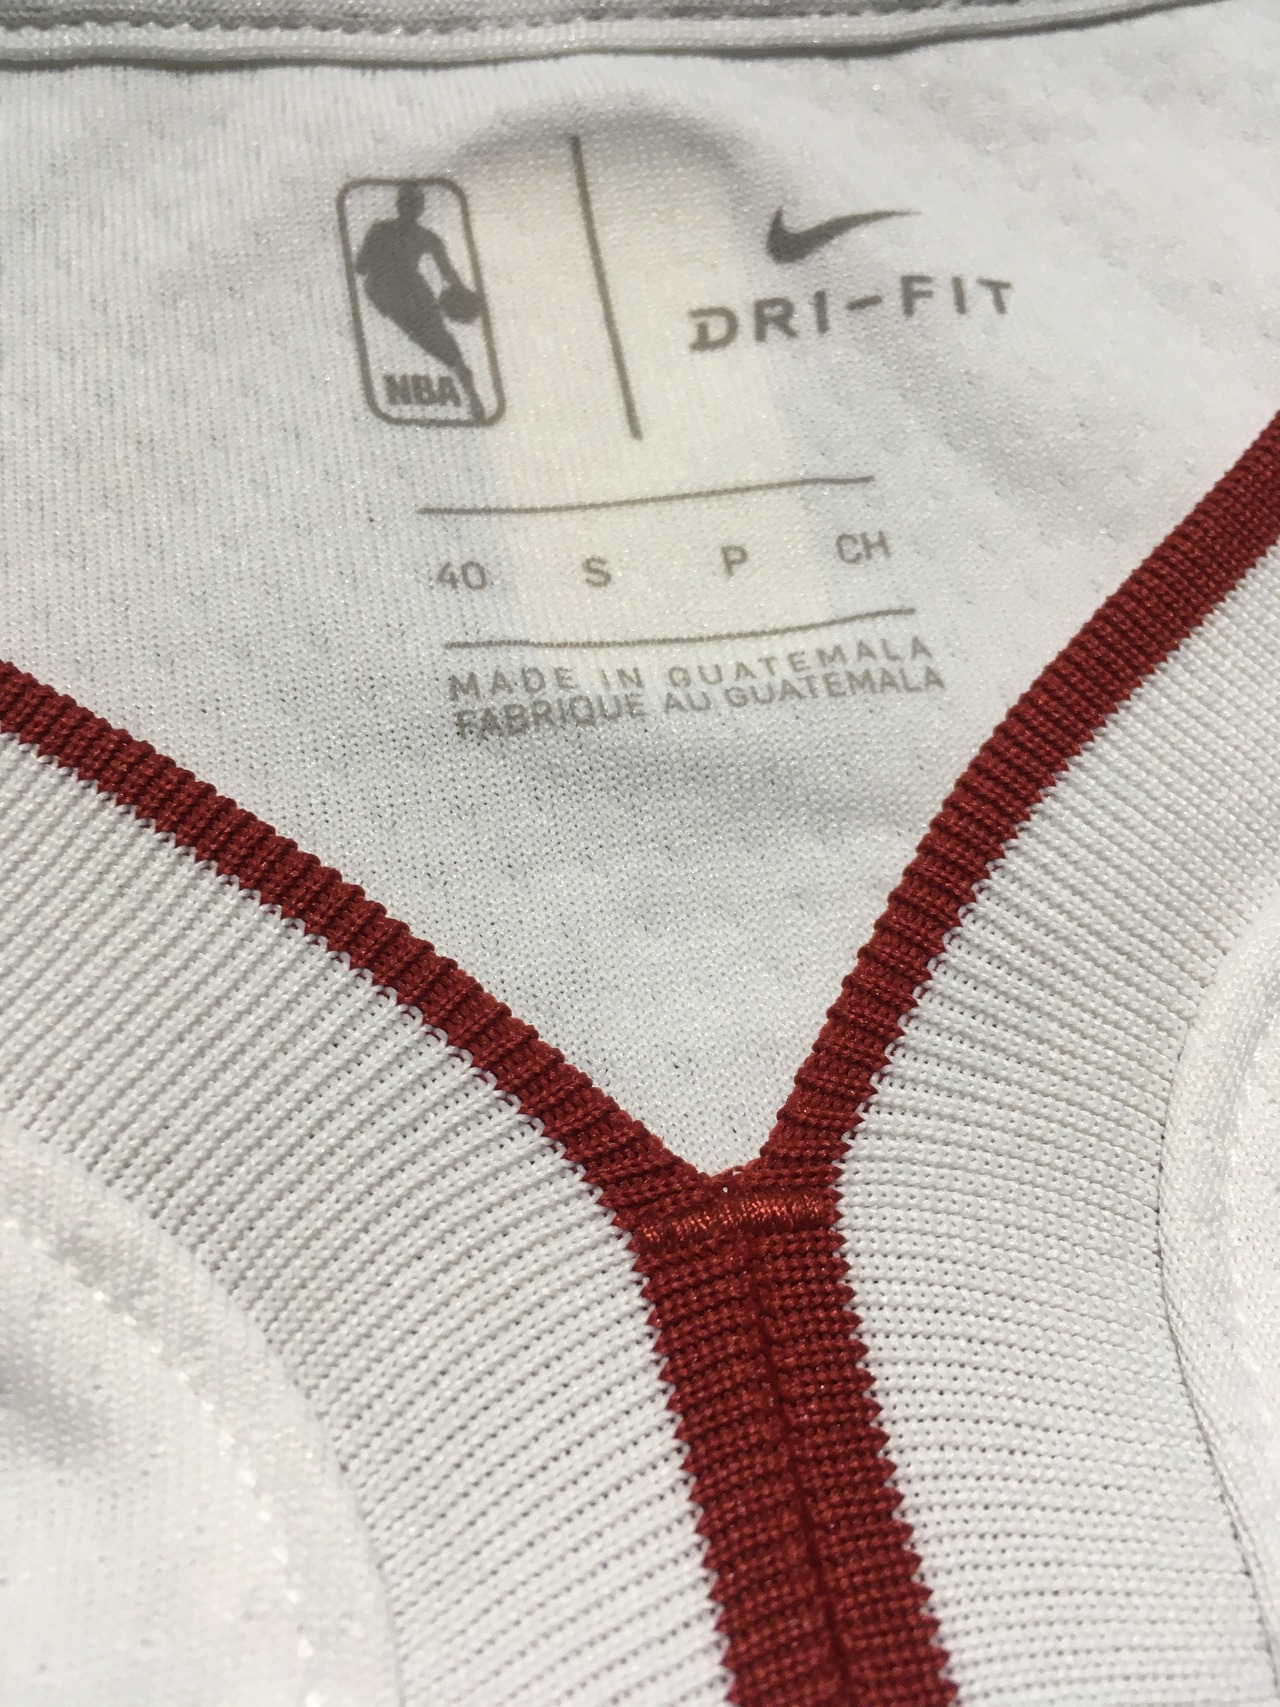 NBA
DRI-FIT
40 S P CH
MADE IN GUATEMALA
FABRIQUE AU GUATEMALA